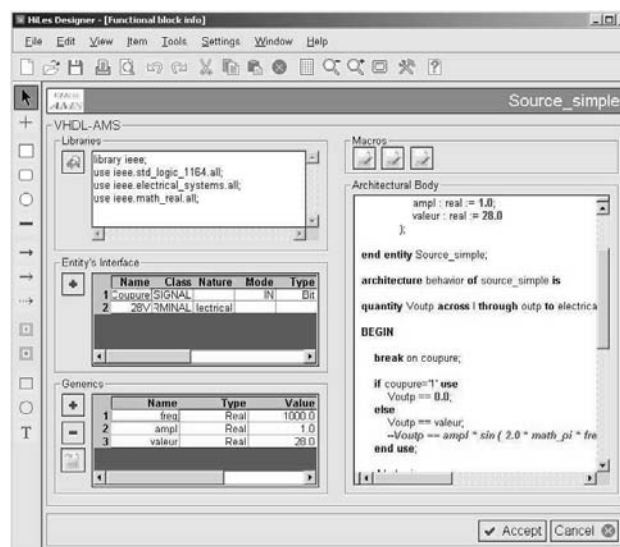 HiLes Designer - [Functional block info]
File Edit View Item Tools Settings Window Help
AMS
Source_simple
VHDL-AMS
Libraries
library ieee;
use ieee.std_logic_1164.all;
use ieee.electrical_systems.all;
use ieee.math_real.all;
Entity's Interface
Name Class Nature Mode Type
1 Coupure SIGNAL IN Bit
2 28V RMINAL lectrical
Generics
Name Type Value
1 freq Real 1000.0
2 ampl Real 1.0
3 valeur Real 28.0
Macros
Architectural Body
ampl : real := 1.0;
valeur : real := 28.0
);
end entity Source_simple;
architecture behavior of source_simple is
quantity Voutp across I through outp to electrica
BEGIN
break on coupure;
if coupure='1' use
Voutp == 0.0;
else
Voutp == valeur;
--Voutp == ampl * sin ( 2.0 * math_pi * fre
end use;
T
Accept Cancel